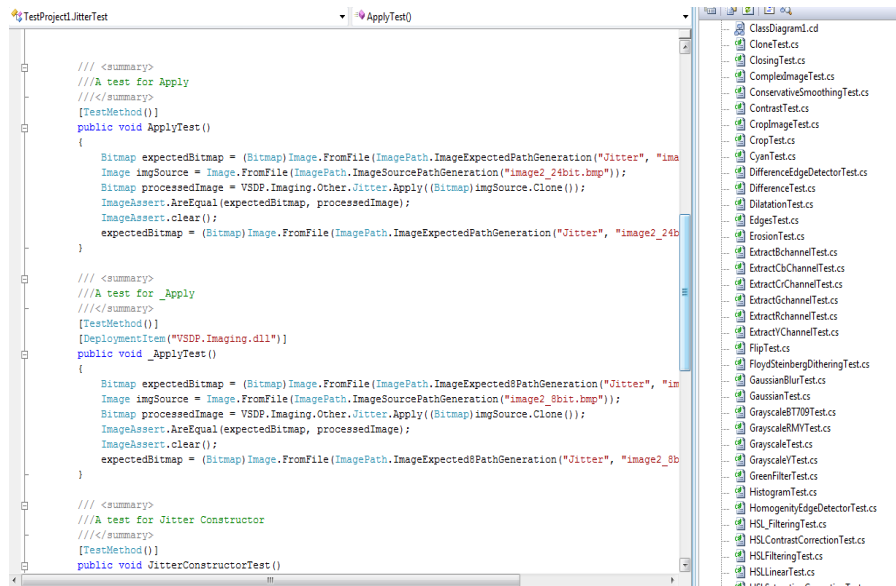 TestProject1.JitterTest
ApplyTest()
/// <summary>
///A test for Apply
///</summary>
[TestMethod()]
public void ApplyTest()
{
Bitmap expectedBitmap = (Bitmap)Image.FromFile(ImagePath.ImageExpectedPathGeneration("Jitter", "ima
Image imgSource = Image.FromFile(ImagePath.ImageSourcePathGeneration("image2_24bit.bmp"));
Bitmap processedImage = VSDP.Imaging.Other.Jitter.Apply((Bitmap)imgSource.Clone());
ImageAssert.AreEqual(expectedBitmap, processedImage);
ImageAssert.clear();
expectedBitmap = (Bitmap)Image.FromFile(ImagePath.ImageExpectedPathGeneration("Jitter", "image2_24b
}
/// <summary>
///A test for _Apply
///</summary>
[TestMethod()]
[DeploymentItem("VSDP.Imaging.dll")]
public void _ApplyTest()
{
Bitmap expectedBitmap = (Bitmap)Image.FromFile(ImagePath.ImageExpected8PathGeneration("Jitter", "im
Image imgSource = Image.FromFile(ImagePath.ImageSourcePathGeneration("image2_8bit.bmp"));
Bitmap processedImage = VSDP.Imaging.Other.Jitter.Apply((Bitmap)imgSource.Clone());
ImageAssert.AreEqual(expectedBitmap, processedImage);
ImageAssert.clear();
expectedBitmap = (Bitmap)Image.FromFile(ImagePath.ImageExpected8PathGeneration("Jitter", "image2_8b
}
/// <summary>
///A test for Jitter Constructor
///</summary>
[TestMethod()]
public void JitterConstructorTest()
ClassDiagram1.cd
CloneTest.cs
ClosingTest.cs
ComplexImageTest.cs
ConservativeSmoothingTest.cs
ContrastTest.cs
CropImageTest.cs
CropTest.cs
CyanTest.cs
DifferenceEdgeDetectorTest.cs
DifferenceTest.cs
DilatationTest.cs
EdgesTest.cs
ErosionTest.cs
ExtractBchannelTest.cs
ExtractCbChannelTest.cs
ExtractCrChannelTest.cs
ExtractGchannelTest.cs
ExtractRchannelTest.cs
ExtractYChannelTest.cs
FlipTest.cs
FloydSteinbergDitheringTest.cs
GaussianBlurTest.cs
GaussianTest.cs
GrayscaleBT709Test.cs
GrayscaleRMYTest.cs
GrayscaleTest.cs
GrayscaleYTest.cs
GreenFilterTest.cs
HistogramTest.cs
HomogenityEdgeDetectorTest.cs
HSL_FilteringTest.cs
HSLContrastCorrectionTest.cs
HSLFilteringTest.cs
HSLLinearTest.cs